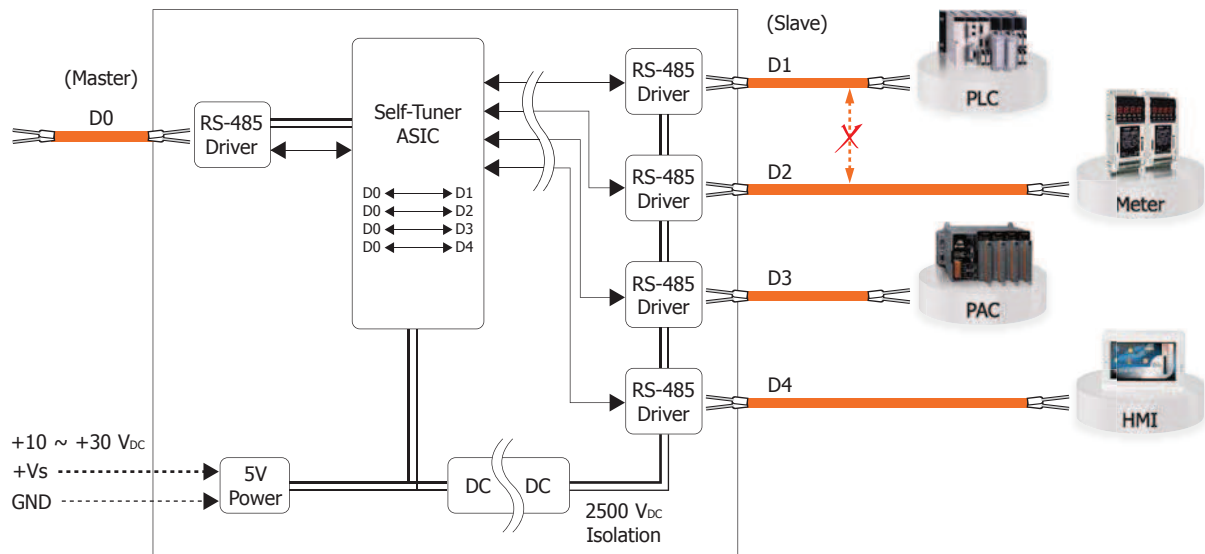 (Master)
D0
RS-485
Driver
Self-Tuner
ASIC
D0 D1
D0 D2
D0 D3
D0 D4
RS-485
Driver
RS-485
Driver
RS-485
Driver
RS-485
Driver
(Slave)
D1
PLC
D2
Meter
D3
PAC
D4
HMI
+10 ~ +30 VDC
+Vs
GND
5V
Power
DC DC
2500 VDC
Isolation